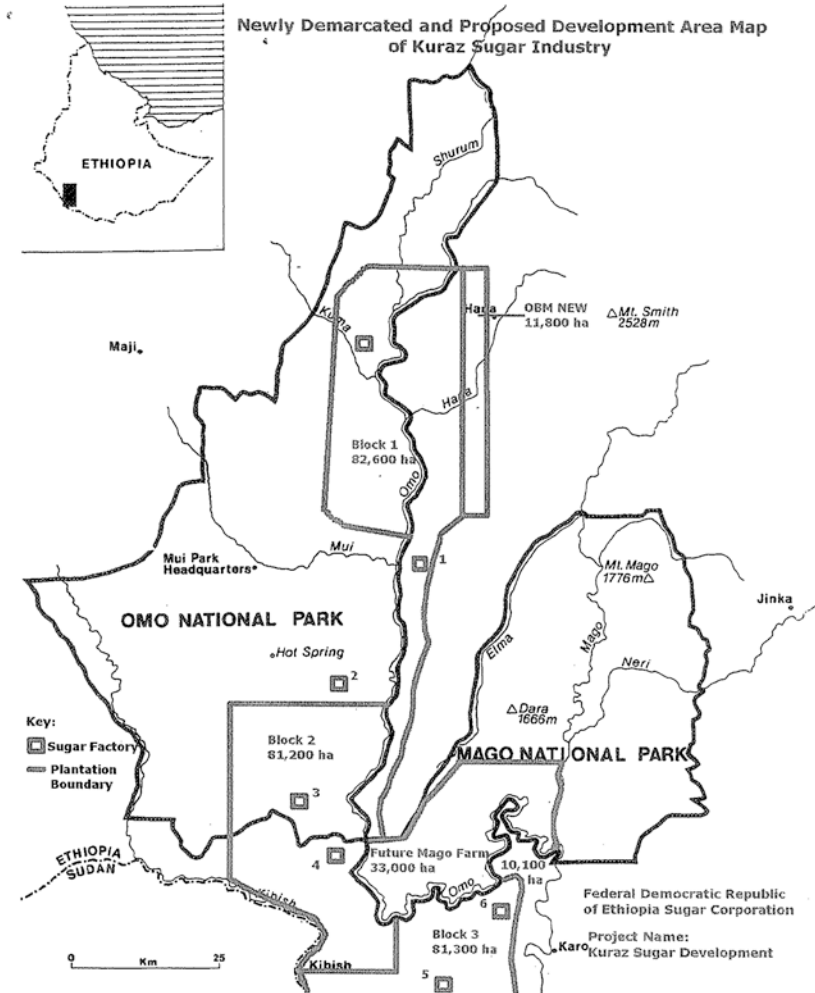 Newly Demarcated and Proposed Development Area Map
of Kuraz Sugar Industry
ETHIOPIA
Shurum
Kuma
Hana
OBM NEW
11,800 ha
Mt. Smith
2528m
Maji
Hana
Block 1
82,600 ha
Omo
Mui
Mui Park
Headquarters
1
Mt. Mago
1776m
Jinka
OMO NATIONAL PARK
Elma
Mago
Neri
Hot Spring
2
Dara
1666m
Key:
Sugar Factory
Plantation
Boundary
Block 2
81,200 ha
MAGO NATIONAL PARK
3
ETHIOPIA
SUDAN
4
Future Mago Farm
33,000 ha
10,100
ha
Omo
Kibish
6
Federal Democratic Republic
of Ethiopia Sugar Corporation
Block 3
81,300 ha
Karo
Project Name:
Kuraz Sugar Development
0 Km 25
Kibish
5